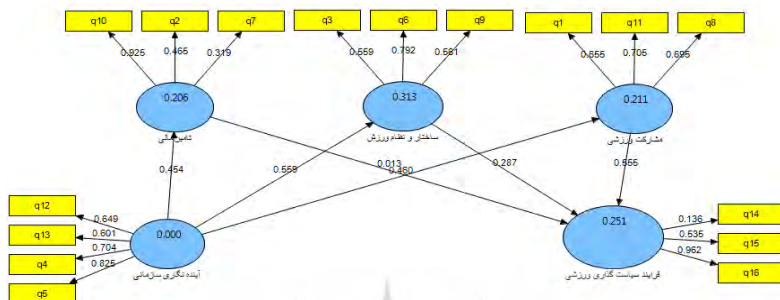 q10 q2 q7 q3 q6 q9 q1 q11 q8
0.925 0.465 0.319 0.559 0.792 0.581 0.655 0.705 0.695
0.206 0.313 0.211
تامین مالی ساختار و نظام ورزش مشارکت ورزشی
0.454 0.559 0.013 0.460 0.287 0.555
q12 0.649
q13 0.601
q4 0.704
q5 0.825
0.000
آینده نگاری سازمانی
0.251
فرایند سیاست گذاری ورزشی
0.136 q14
0.535 q15
0.962 q16